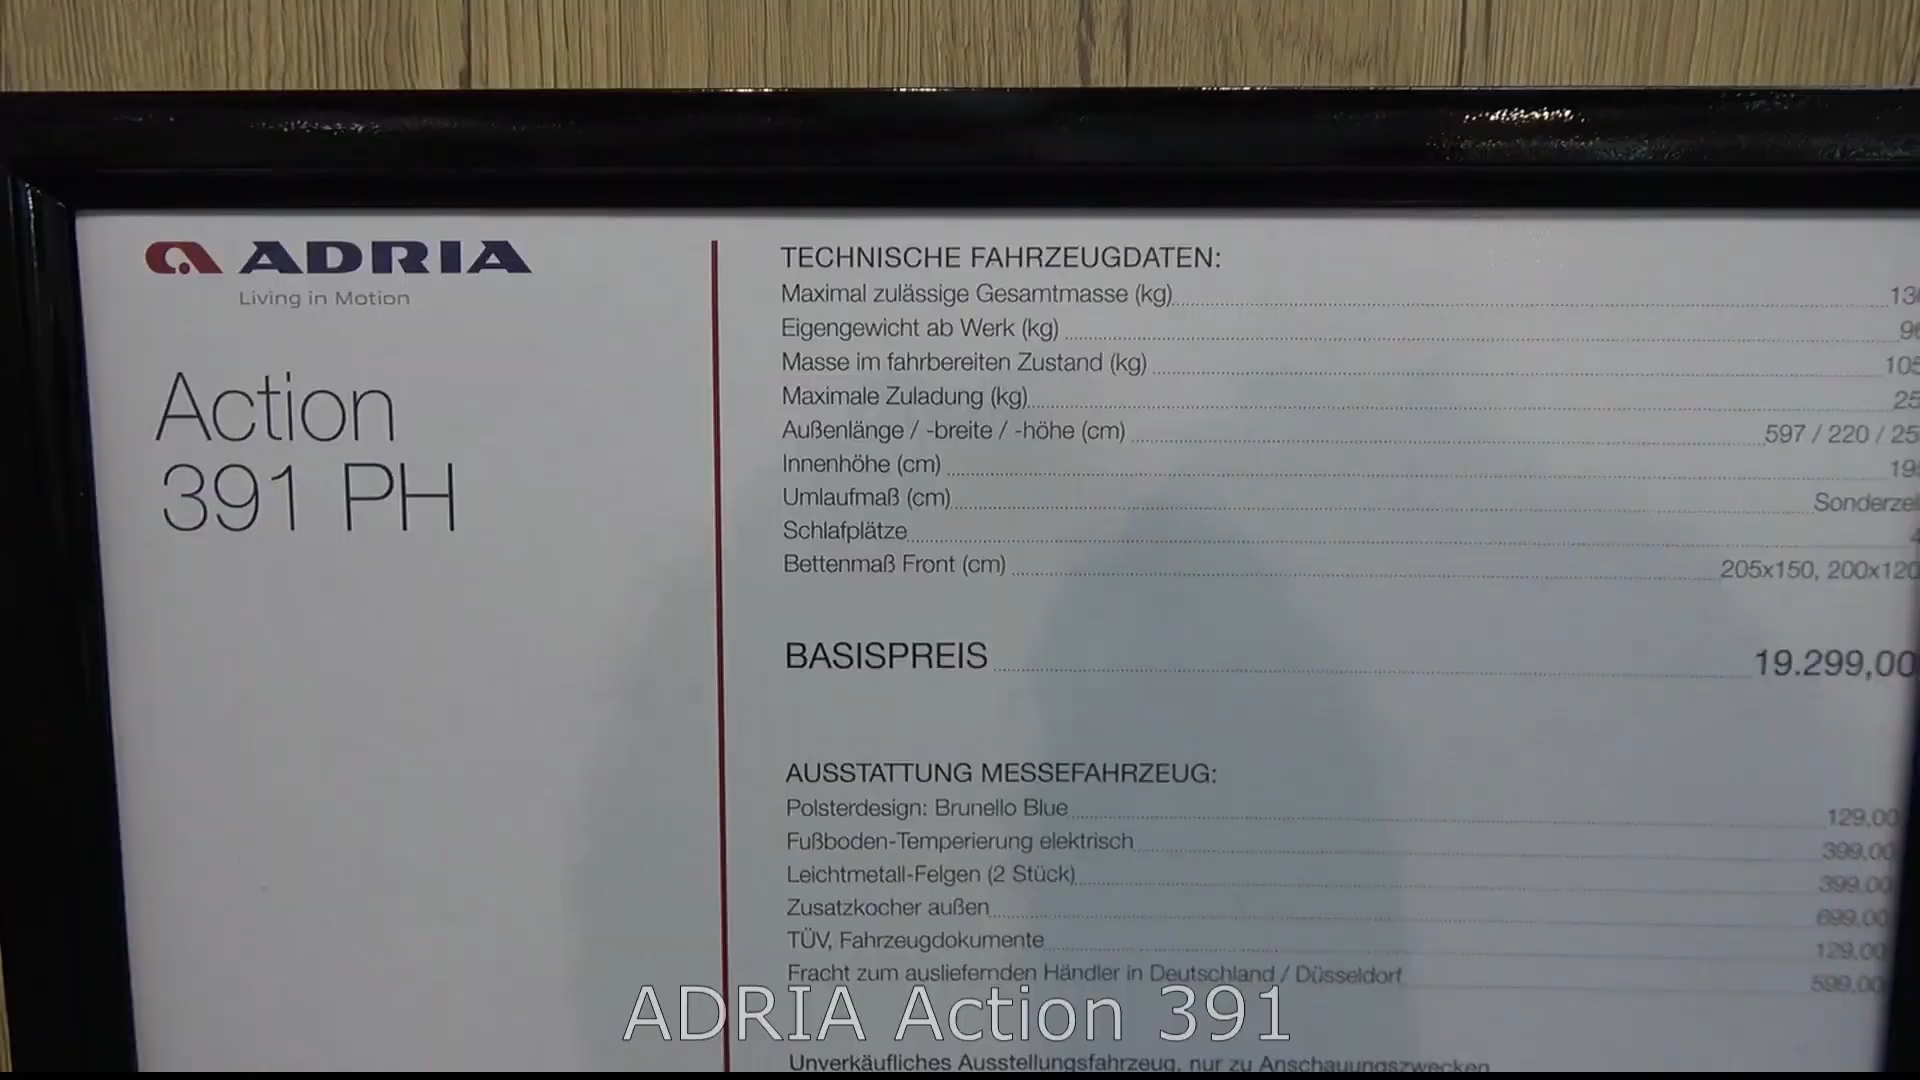 ADRIA
Living in Motion
Action
391 PH
TECHNISCHE FAHRZEUGDATEN:
Maximal zulässige Gesamtmasse (kg)
Eigengewicht ab Werk (kg)
Masse im fahrbereiten Zustand (kg)
Maximale Zuladung (kg)
Außenlänge / -breite / -höhe (cm) 597 / 220 /
Innenhöhe (cm)
Umlaufmaß (cm)
Schlafplätze
Bettenmaß Front (cm) 205x150, 200x120
BASISPREIS 19.299,00
AUSSTATTUNG MESSEFAHRZEUG:
Polsterdesign: Brunello Blue 129,00
Fußboden-Temperierung elektrisch 399,00
Leichtmetall-Felgen (2 Stück) 399,00
Zusatzkocher außen 699,00
TÜV, Fahrzeugdokumente 129,00
Fracht zum ausliefernden Händler in Deutschland / Düsseldorf 599,00
ADRIA Action 391
Unverkäufliches Ausstellungsfahrzeug, nur zu Anschauungszwecken